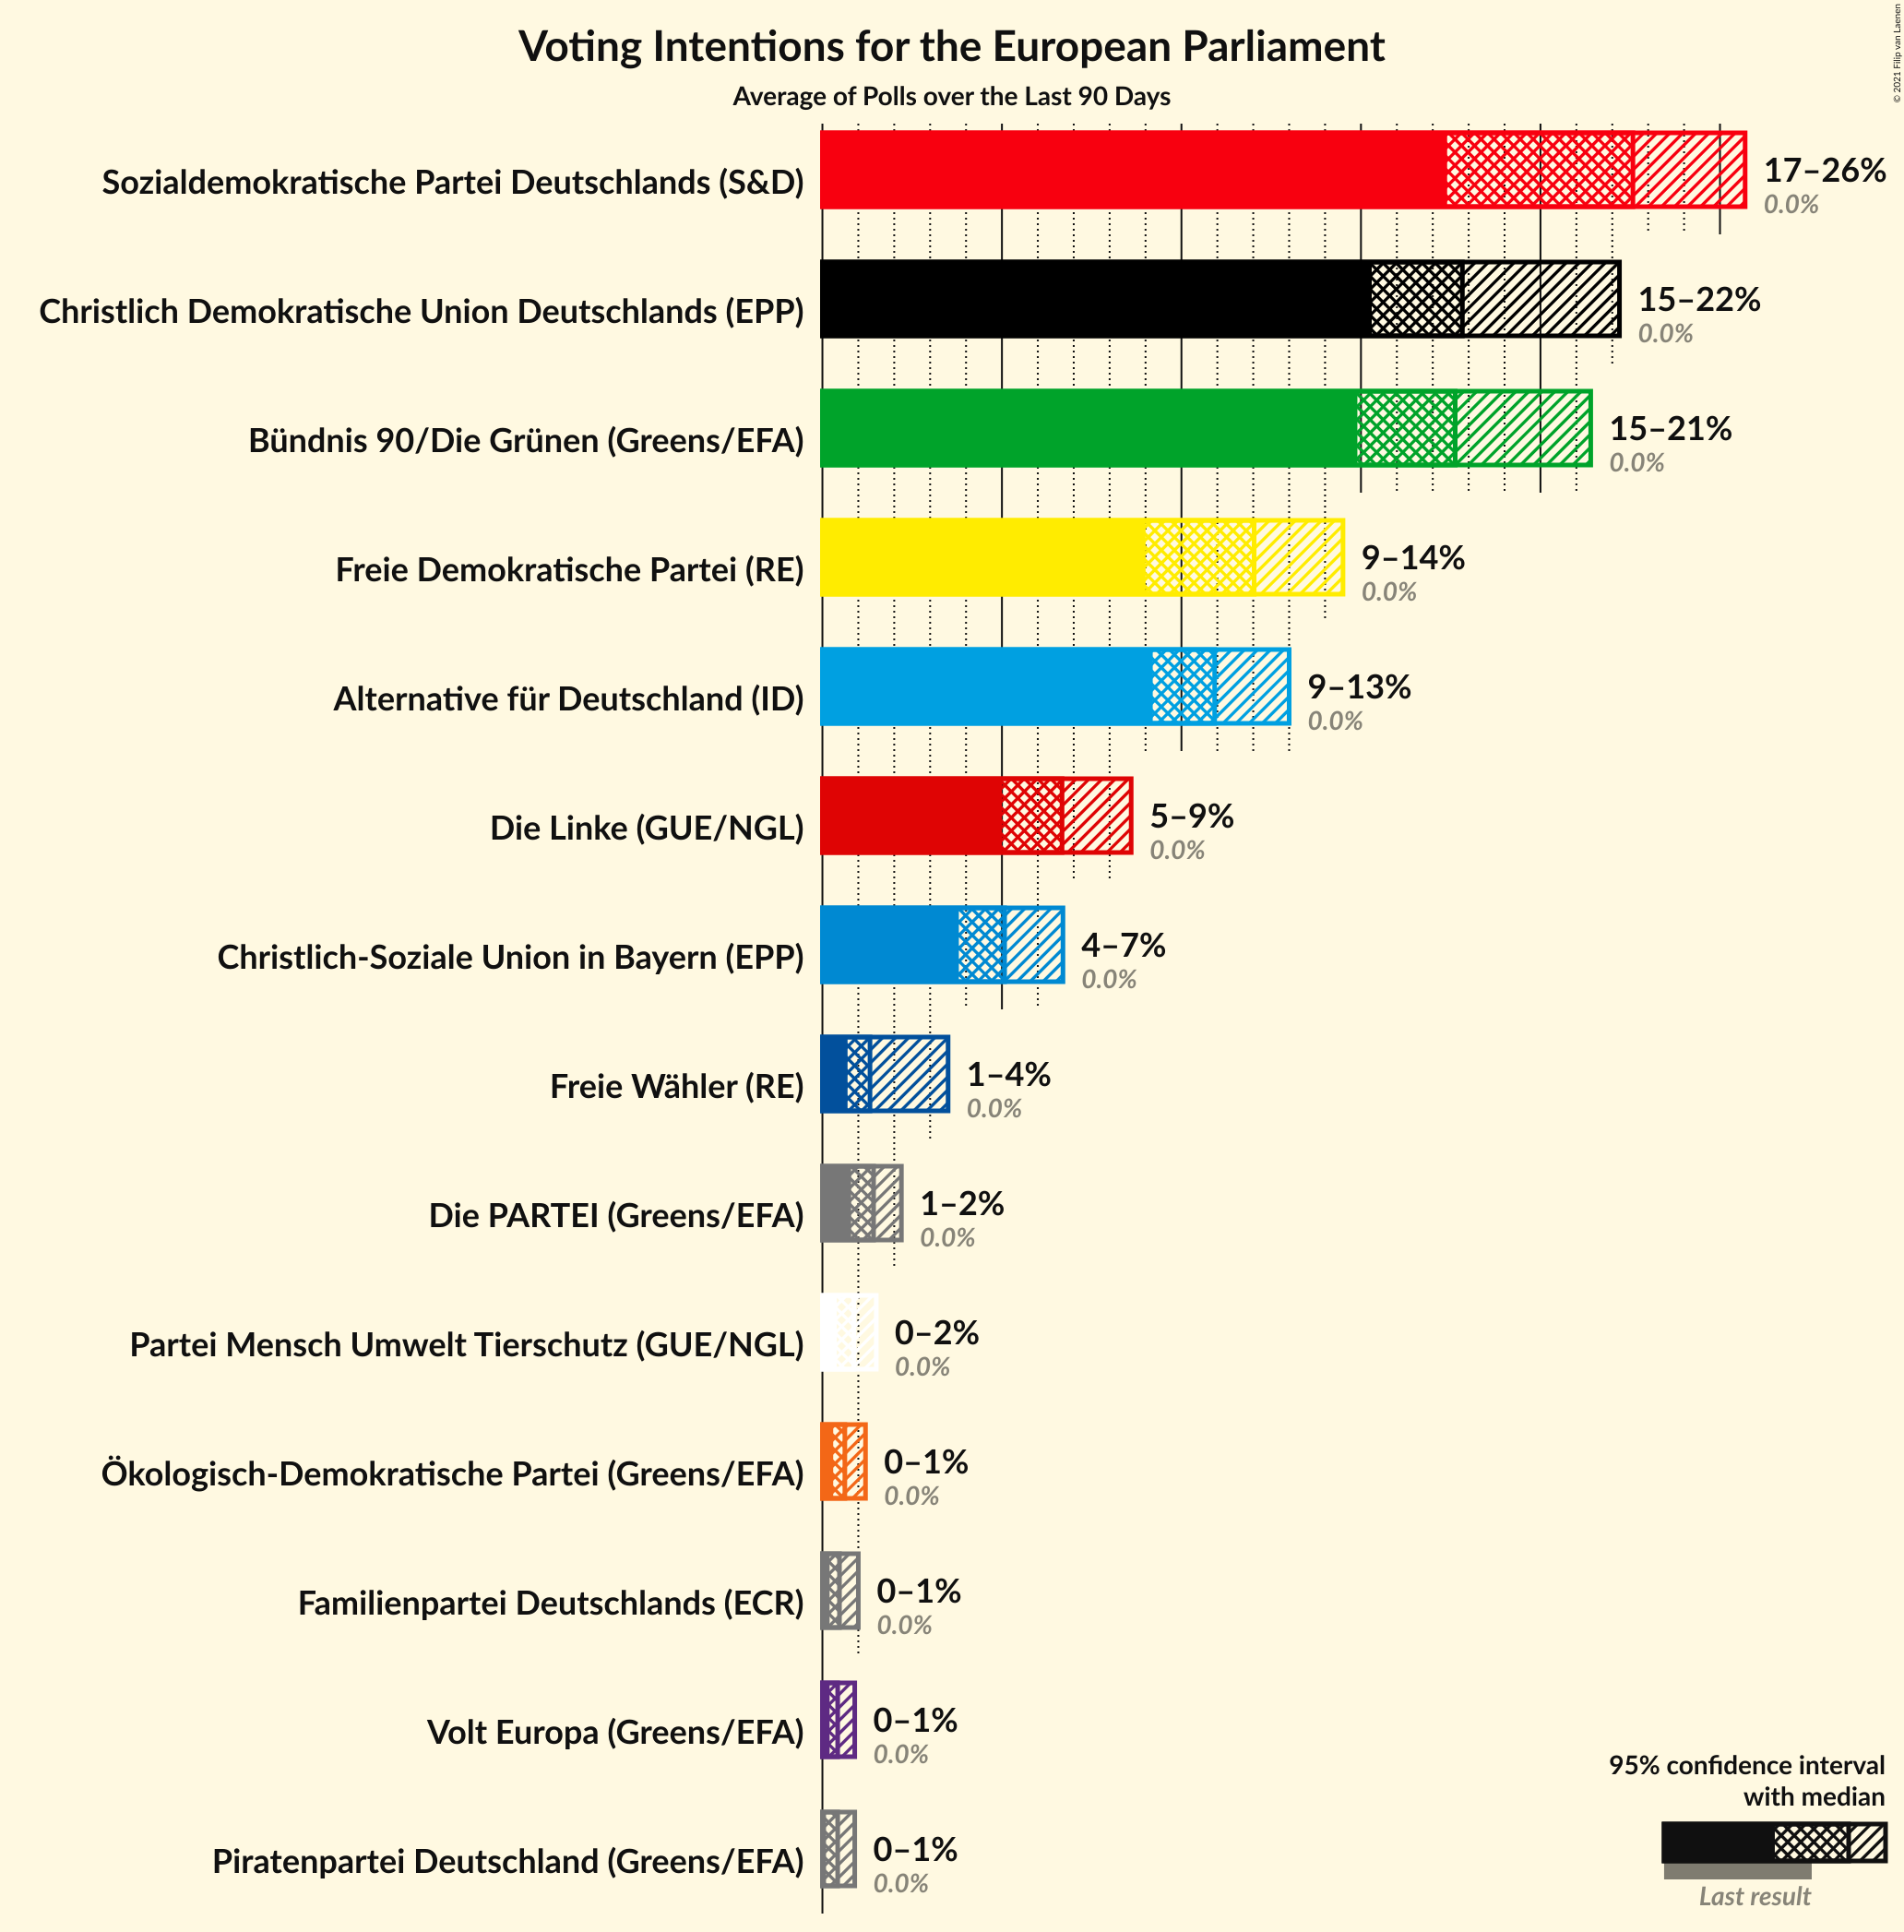 © 2021 Filip van Laenen
Voting Intentions for the European Parliament
Average of Polls over the Last 90 Days
Sozialdemokratische Partei Deutschlands (S&D)
17–26%
0.0%
Christlich Demokratische Union Deutschlands (EPP)
15–22%
0.0%
Bündnis 90/Die Grünen (Greens/EFA)
15–21%
0.0%
Freie Demokratische Partei (RE)
9–14%
0.0%
Alternative für Deutschland (ID)
9–13%
0.0%
Die Linke (GUE/NGL)
5–9%
0.0%
Christlich-Soziale Union in Bayern (EPP)
4–7%
0.0%
Freie Wähler (RE)
1–4%
0.0%
Die PARTEI (Greens/EFA)
1–2%
0.0%
Partei Mensch Umwelt Tierschutz (GUE/NGL)
0–2%
0.0%
Ökologisch-Demokratische Partei (Greens/EFA)
0–1%
0.0%
Familienpartei Deutschlands (ECR)
0–1%
0.0%
Volt Europa (Greens/EFA)
0–1%
0.0%
Piratenpartei Deutschland (Greens/EFA)
0–1%
0.0%
95% confidence interval
with median
Last result